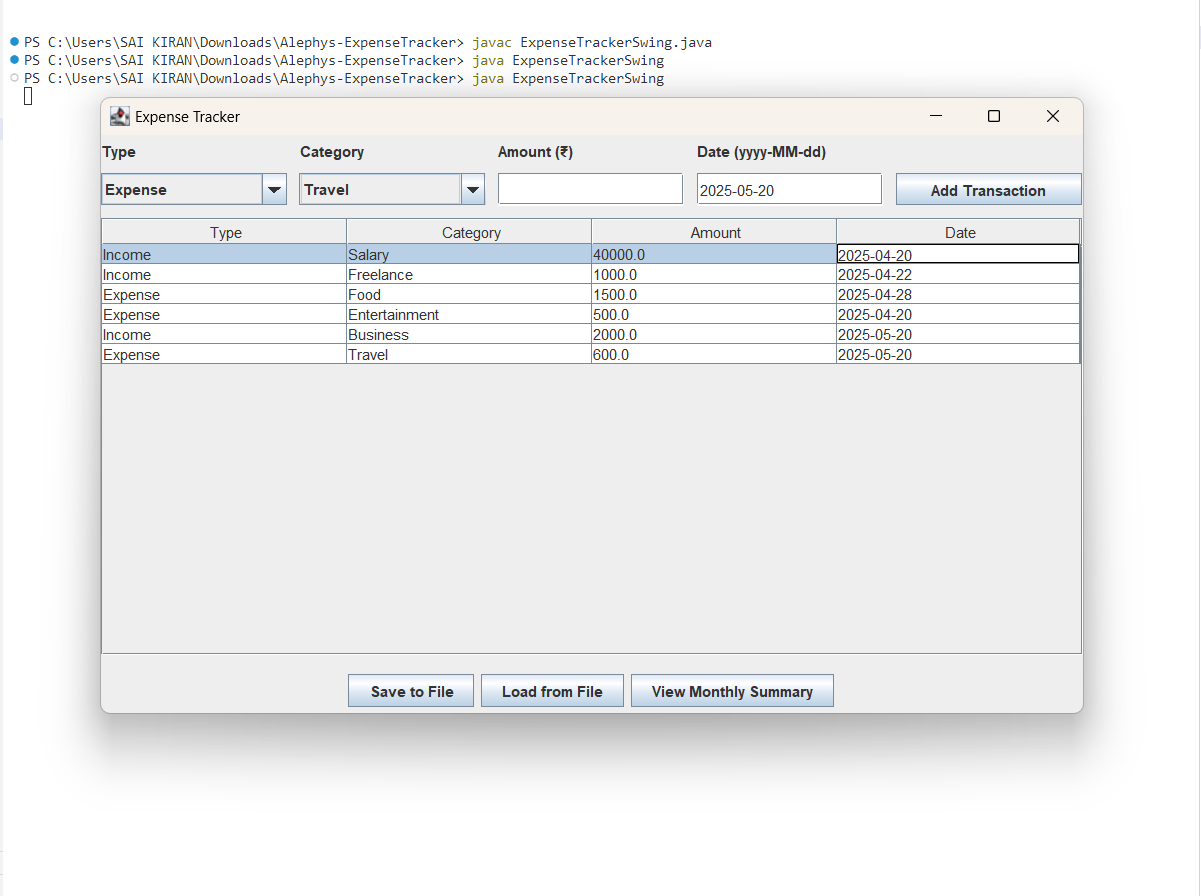 PS C:\Users\SAI KIRAN\Downloads\Alephys-ExpenseTracker> javac ExpenseTrackerSwing.java
PS C:\Users\SAI KIRAN\Downloads\Alephys-ExpenseTracker> java ExpenseTrackerSwing
PS C:\Users\SAI KIRAN\Downloads\Alephys-ExpenseTracker> java ExpenseTrackerSwing
Expense Tracker
Type Category Amount (₹) Date (yyyy-MM-dd)
Expense Travel 2025-05-20 Add Transaction
Type Category Amount Date
Income Salary 40000.0 2025-04-20
Income Freelance 1000.0 2025-04-22
Expense Food 1500.0 2025-04-28
Expense Entertainment 500.0 2025-04-20
Income Business 2000.0 2025-05-20
Expense Travel 600.0 2025-05-20
Save to File Load from File View Monthly Summary